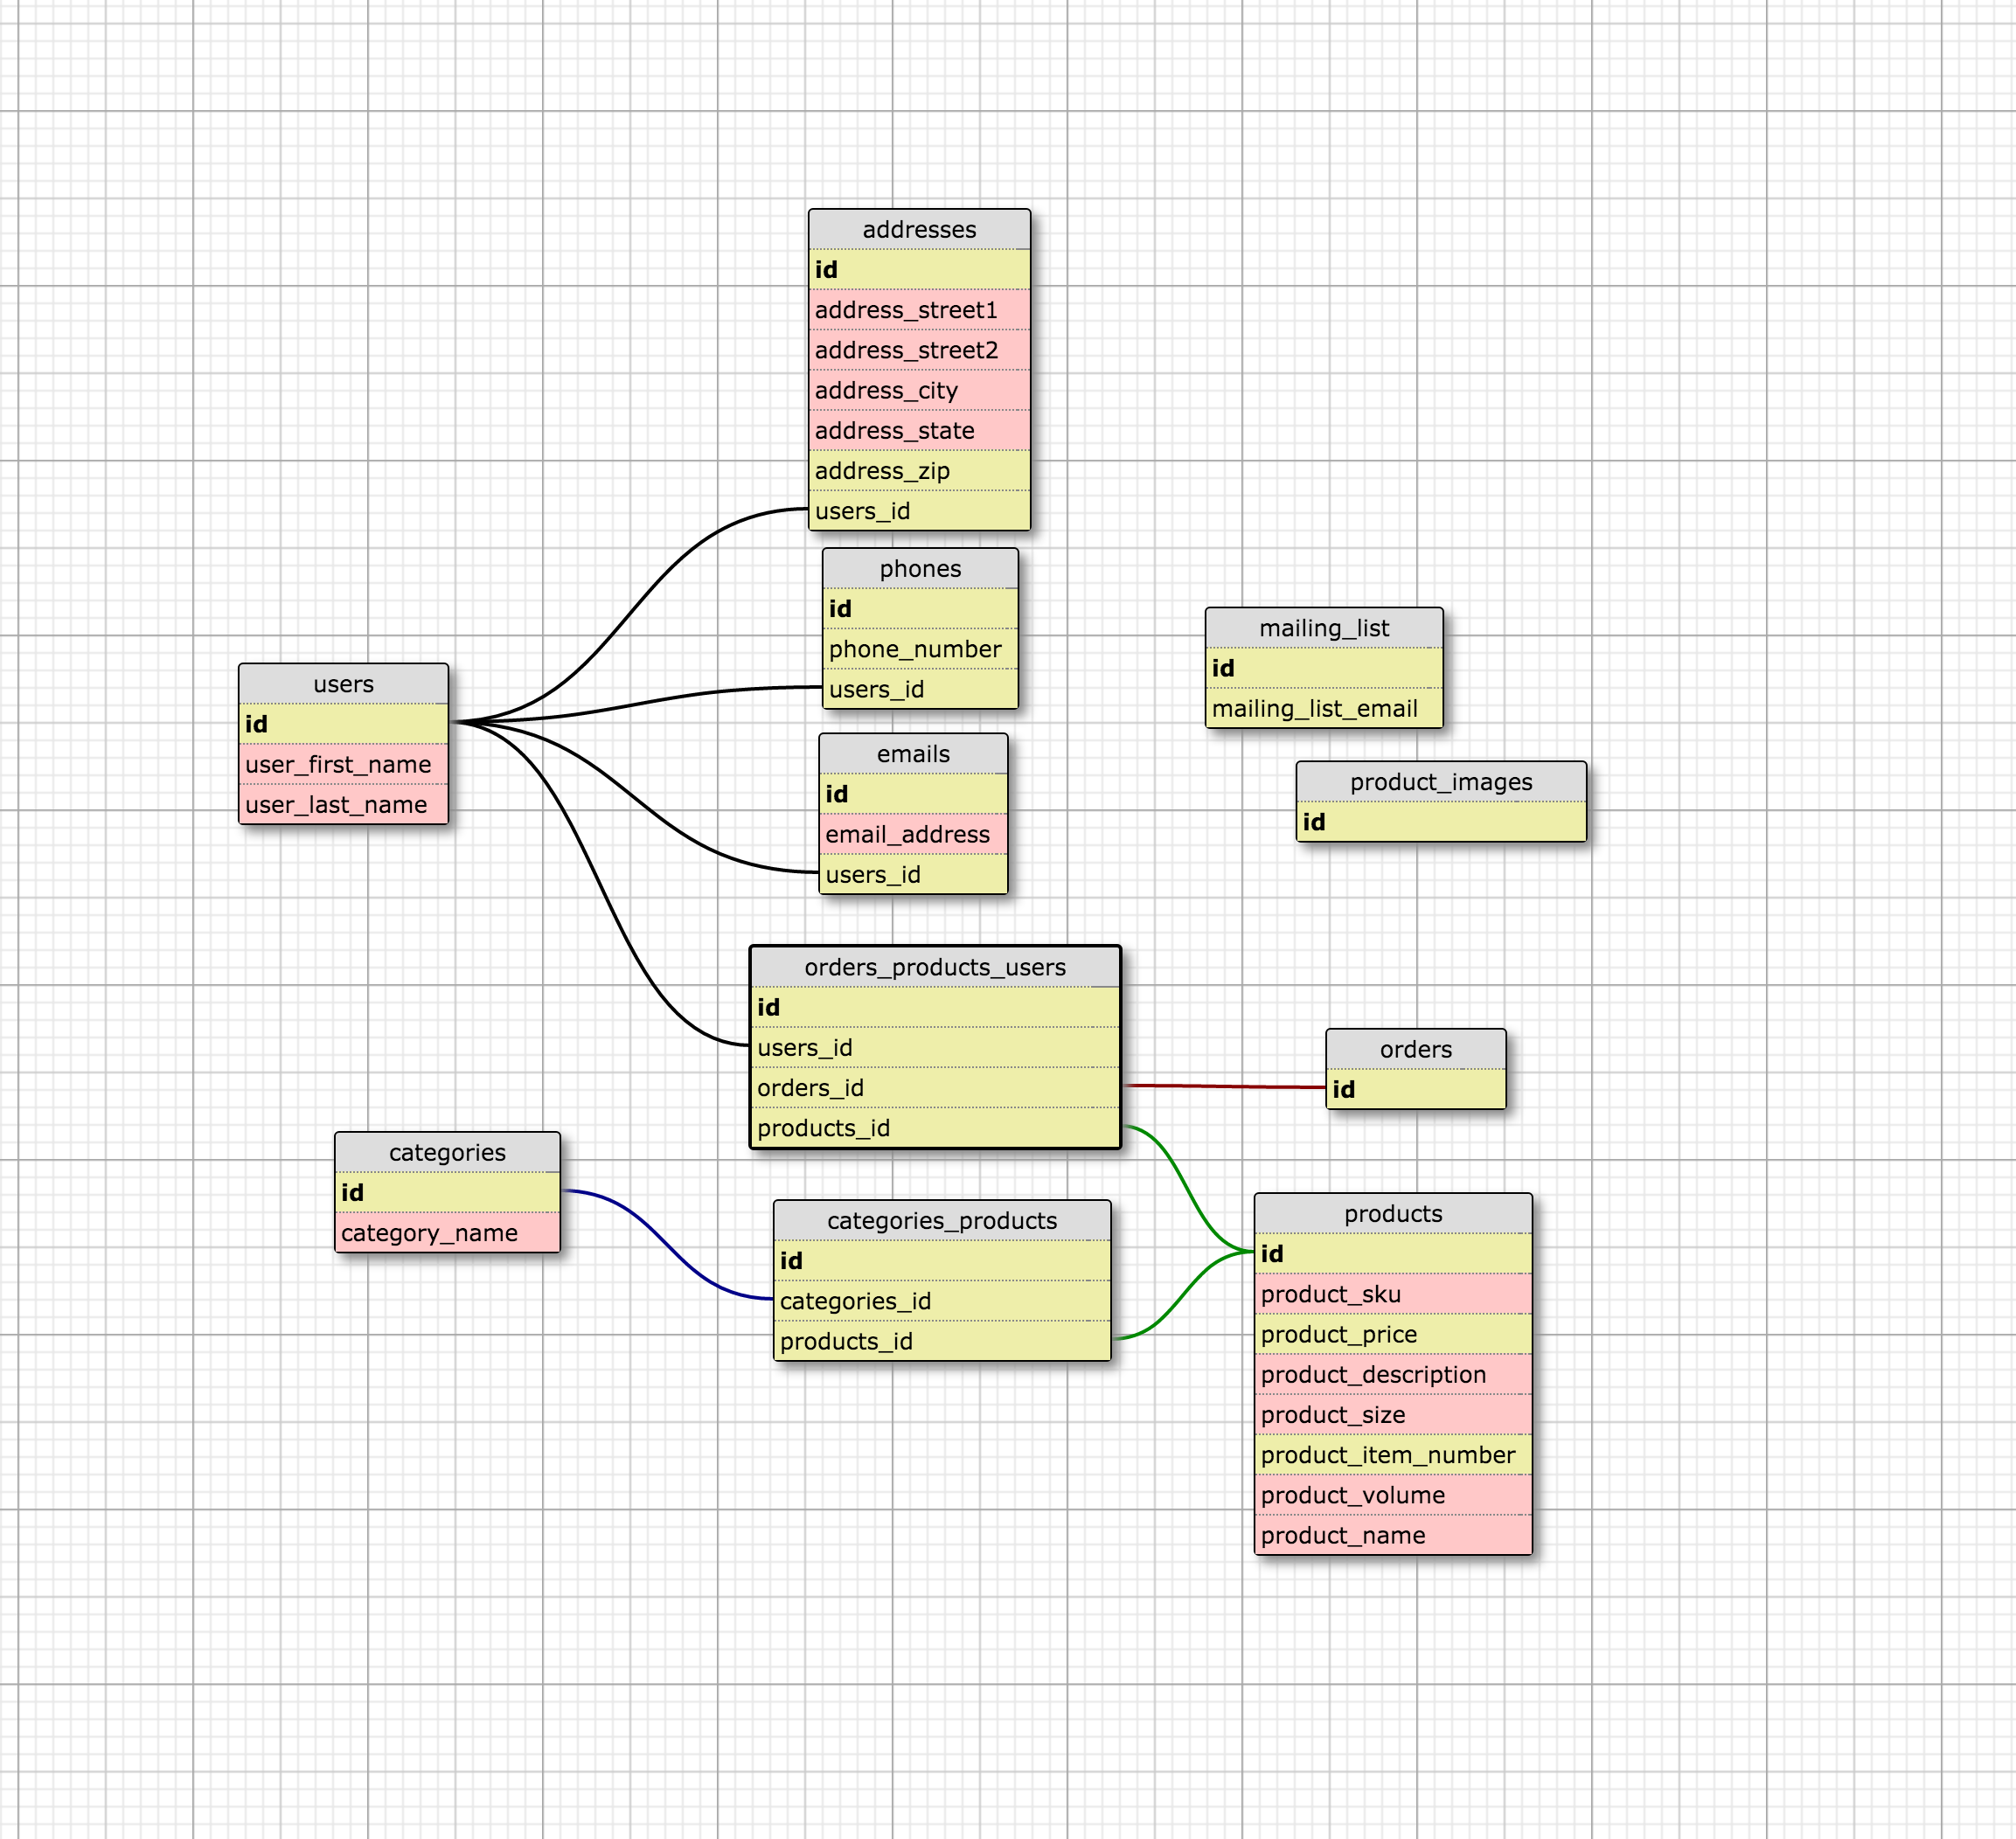 addresses
id
address_street1
address_street2
address_city
address_state
address_zip
users_id
phones
id
phone_number
users_id
mailing_list
id
mailing_list_email
users
id
user_first_name
user_last_name
emails
id
email_address
users_id
product_images
id
orders_products_users
id
users_id
orders_id
products_id
orders
id
categories
id
category_name
categories_products
id
categories_id
products_id
products
id
product_sku
product_price
product_description
product_size
product_item_number
product_volume
product_name